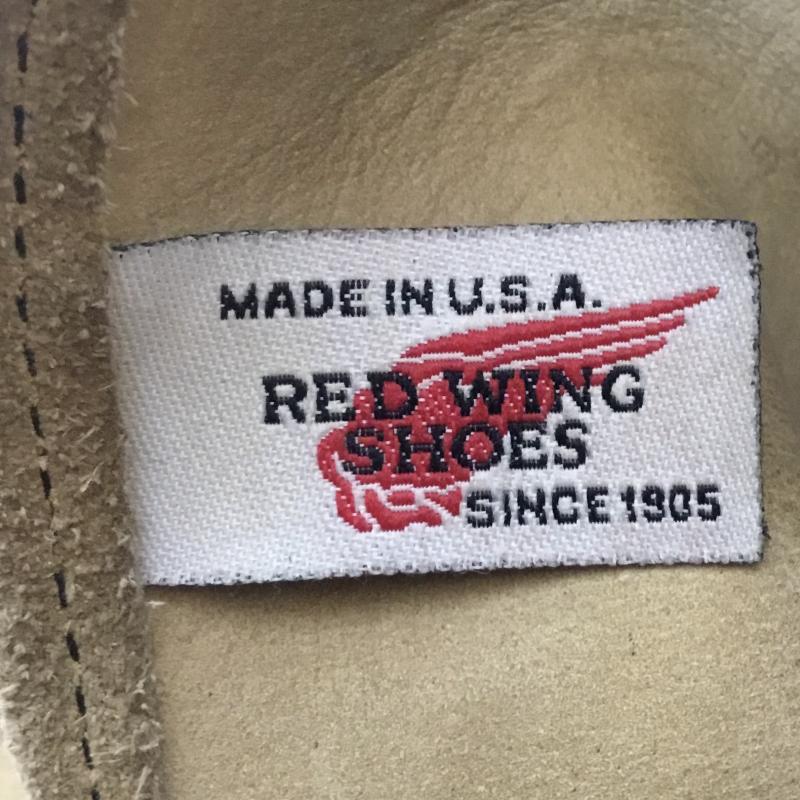 MADE IN U.S.A.
RED WING
SHOES
SINCE 1905